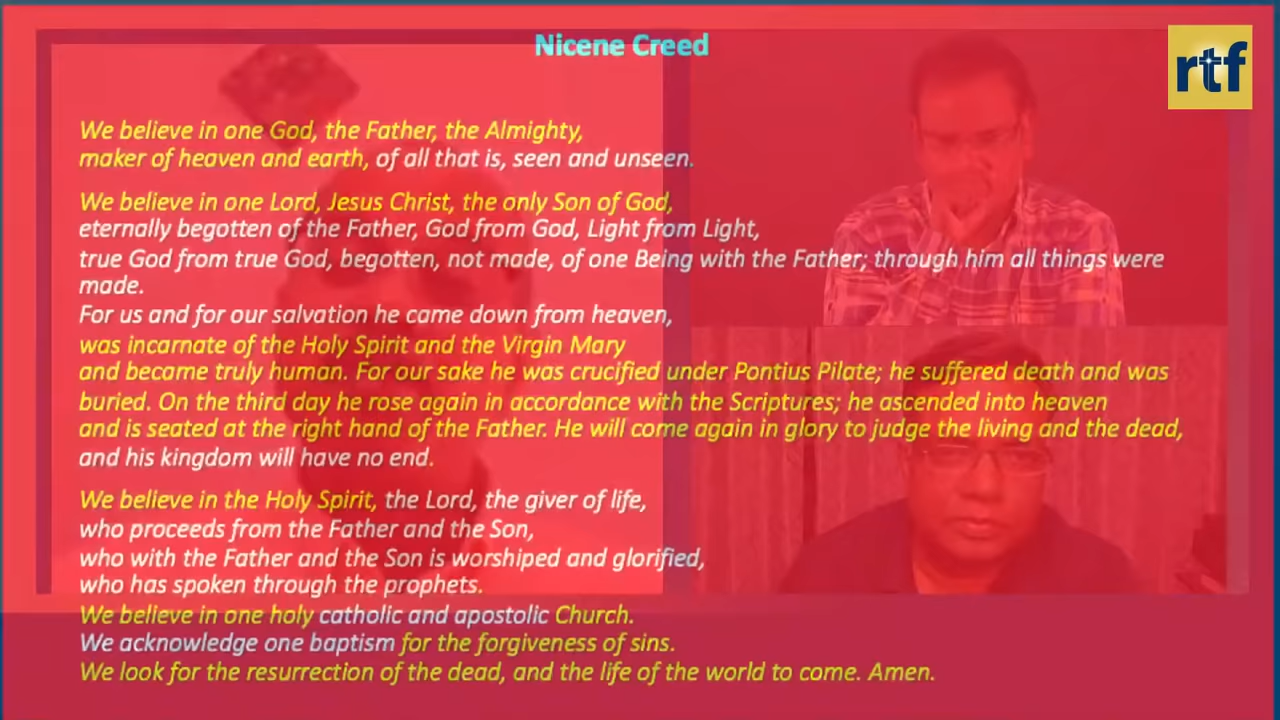 Nicene Creed
rtf
We believe in one God, the Father, the Almighty,
maker of heaven and earth, of all that is, seen and unseen.
We believe in one Lord, Jesus Christ, the only Son of God,
eternally begotten of the Father, God from God, Light from Light,
true God from true God, begotten, not made, of one Being with the Father; through him all things were
made.
For us and for our salvation he came down from heaven,
was incarnate of the Holy Spirit and the Virgin Mary
and became truly human. For our sake he was crucified under Pontius Pilate; he suffered death and was
buried. On the third day he rose again in accordance with the Scriptures; he ascended into heaven
and is seated at the right hand of the Father. He will come again in glory to judge the living and the dead,
and his kingdom will have no end.
We believe in the Holy Spirit, the Lord, the giver of life,
who proceeds from the Father and the Son,
who with the Father and the Son is worshiped and glorified,
who has spoken through the prophets.
We believe in one holy catholic and apostolic Church.
We acknowledge one baptism for the forgiveness of sins.
We look for the resurrection of the dead, and the life of the world to come. Amen.